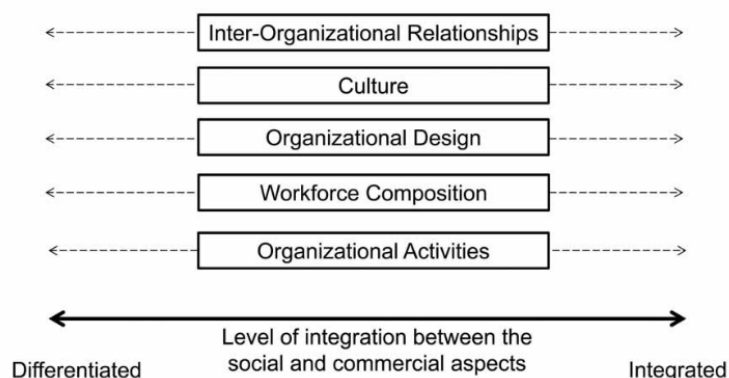 Inter-Organizational Relationships
Culture
Organizational Design
Workforce Composition
Organizational Activities
Level of integration between the
social and commercial aspects
Differentiated
Integrated